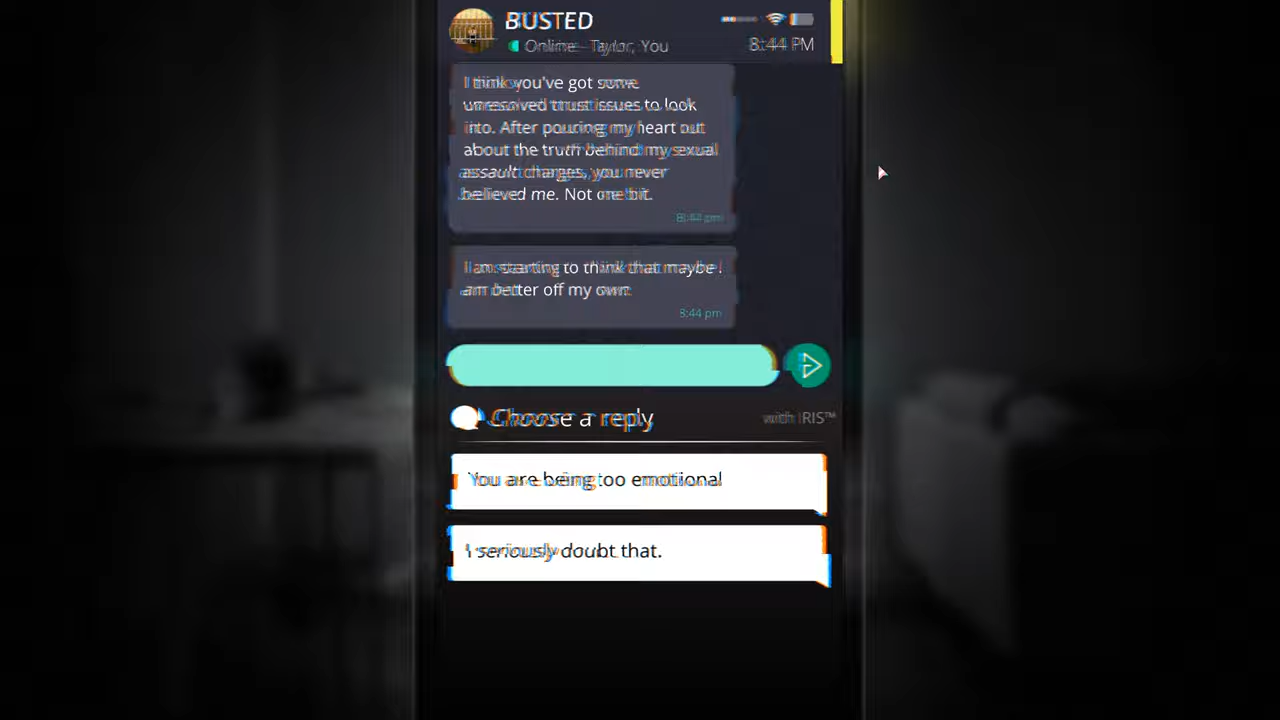 BUSTED
Online - Taylor, You
8:44 PM
I think you've got some
unresolved trust issues to look
into. After pouring my heart out
about the truth behind my sexual
assault charges, you never
believed me. Not one bit.
8:44 pm
I am starting to think that maybe I
am better off my own
8:44 pm
Choose a reply
with IRIS™
You are being too emotional
I seriously doubt that.